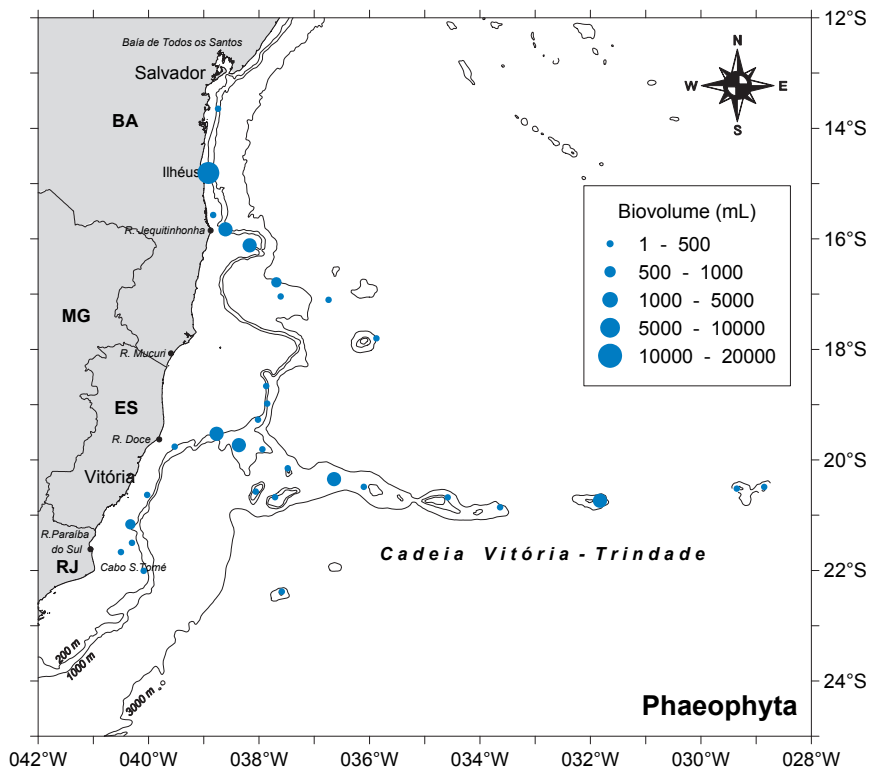 12°S
Baía de Todos os Santos
N
Salvador
W
E
S
14°S
BA
Ilhéus
Biovolume (mL)
1 - 500
500 - 1000
1000 - 5000
5000 - 10000
10000 - 20000
R. Jequitinhonha
16°S
MG
R. Mucuri
18°S
ES
R. Doce
Vitória
20°S
R.Paraíba
do Sul
Cadeia Vitória - Trindade
RJ
Cabo S.Tomé
22°S
200 m
1000 m
3000 m
24°S
Phaeophyta
042°W
040°W
038°W
036°W
034°W
032°W
030°W
028°W